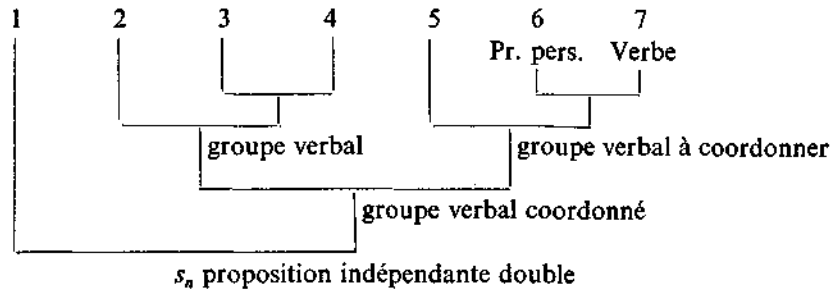 1 2 3 4 5 6 7
Pr. pers. Verbe
groupe verbal groupe verbal à coordonner
groupe verbal coordonné
sₙ proposition indépendante double